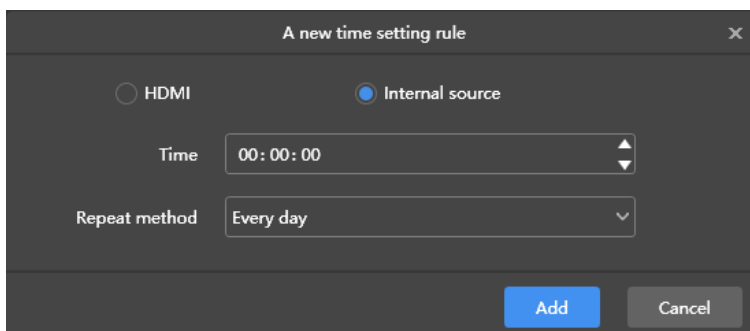 A new time setting rule
HDMI Internal source
Time 00:00:00
Repeat method Every day
Add Cancel